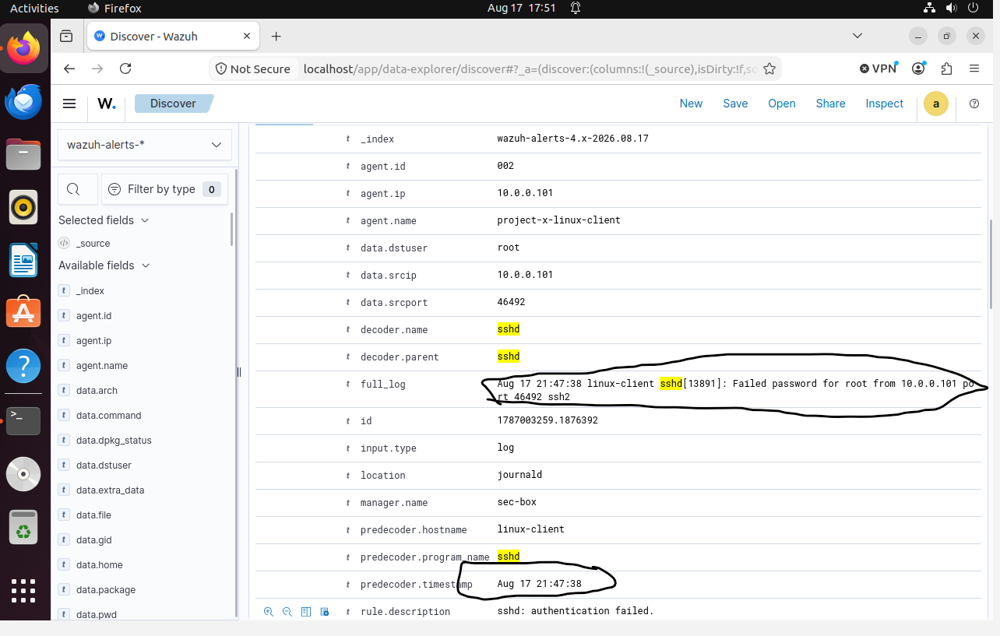 Activities Firefox Aug 17 17:51
Discover - Wazuh
Not Secure localhost/app/data-explorer/discover#?_a=(discover:(columns:!(_source),isDirty:!f,so VPN
W. Discover New Save Open Share Inspect a
wazuh-alerts-*
Filter by type 0
Selected fields
_source
Available fields
_index
agent.id
agent.ip
agent.name
data.arch
data.command
data.dpkg_status
data.dstuser
data.extra_data
data.file
data.gid
data.home
data.package
data.pwd
t _index wazuh-alerts-4.x-2026.08.17
t agent.id 002
t agent.ip 10.0.0.101
t agent.name project-x-linux-client
t data.dstuser root
t data.srcip 10.0.0.101
t data.srcport 46492
t decoder.name sshd
t decoder.parent sshd
t full_log Aug 17 21:47:38 linux-client sshd[13891]: Failed password for root from 10.0.0.101 po
rt 46492 ssh2
t id 1787003259.1876392
t input.type log
t location journald
t manager.name sec-box
t predecoder.hostname linux-client
t predecoder.program_name sshd
t predecoder.timestamp Aug 17 21:47:38
t rule.description sshd: authentication failed.